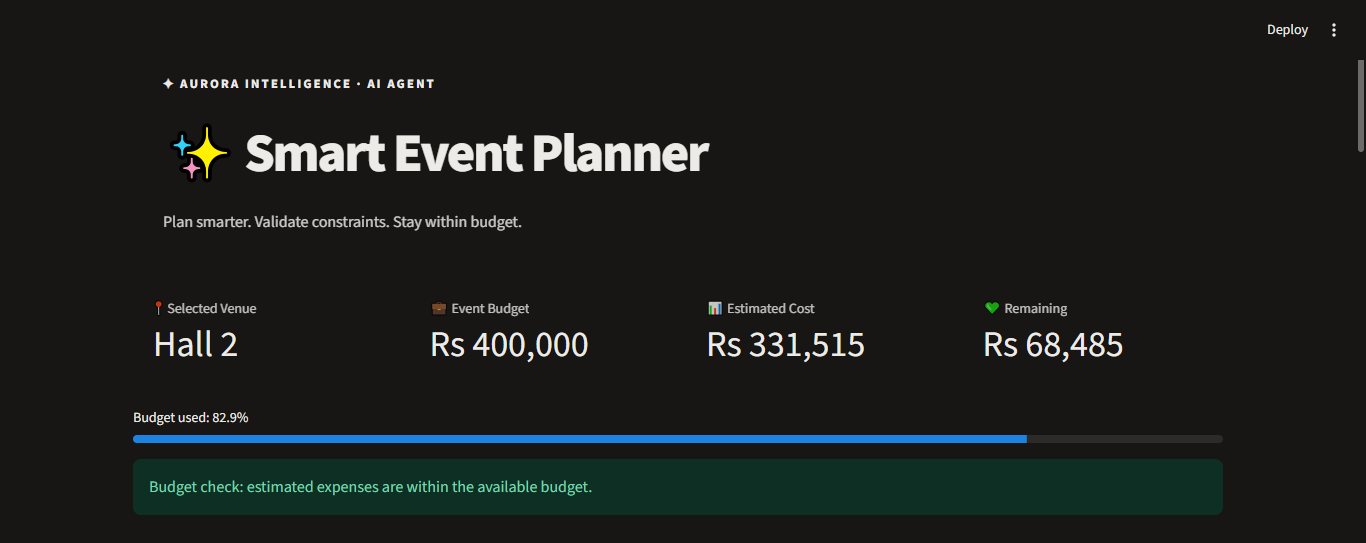 Deploy
✦ AURORA INTELLIGENCE · AI AGENT
✨ Smart Event Planner
Plan smarter. Validate constraints. Stay within budget.
📍 Selected Venue
Hall 2
💼 Event Budget
Rs 400,000
📊 Estimated Cost
Rs 331,515
💚 Remaining
Rs 68,485
Budget used: 82.9%
Budget check: estimated expenses are within the available budget.